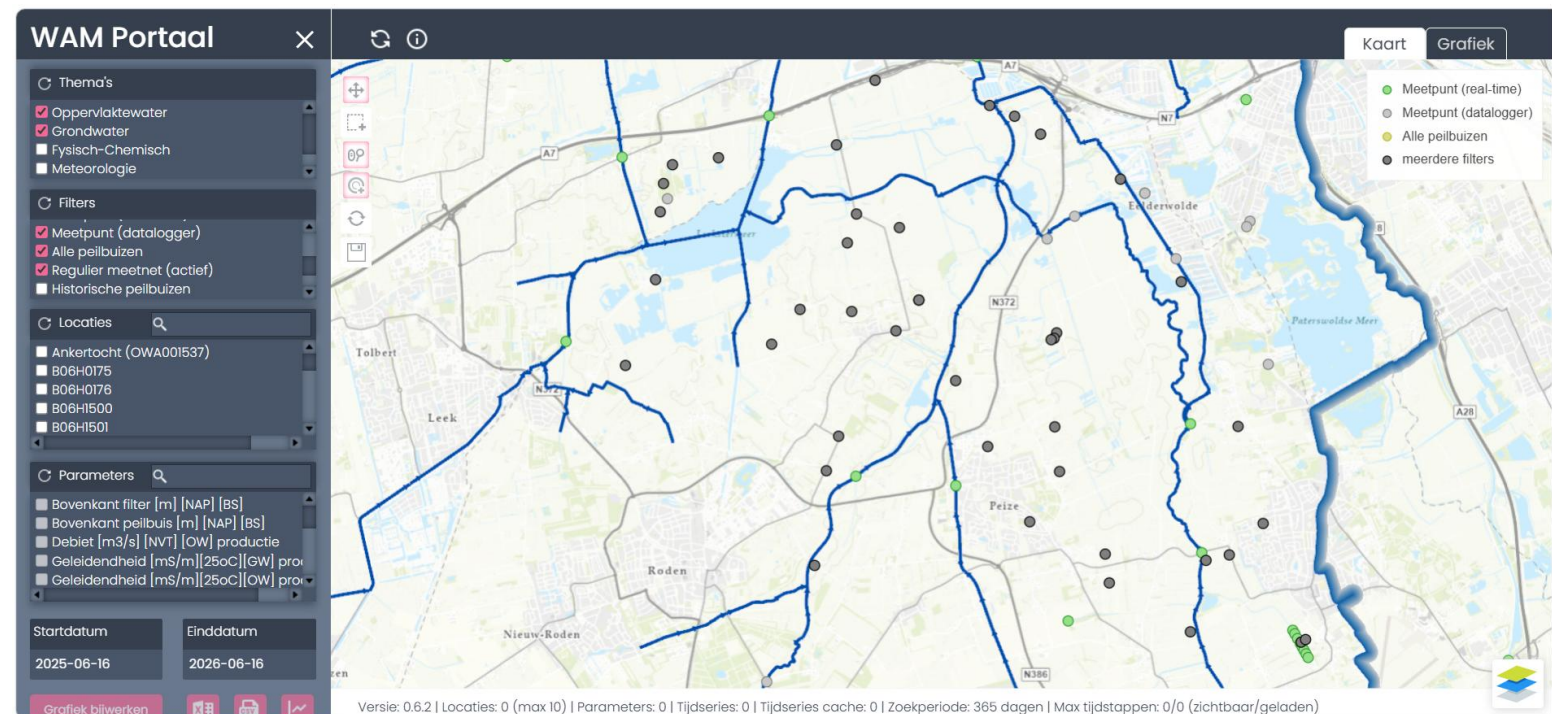 WAM Portaal
Kaart
Grafiek
Thema's
Oppervlaktewater
Grondwater
Fysisch-Chemisch
Meteorologie
Filters
Meetpunt (datalogger)
Alle peilbuizen
Regulier meetnet (actief)
Historische peilbuizen
Locaties
Ankertocht (OWA001537)
B06H0175
B06H0176
B06H1500
B06H1501
Parameters
Bovenkant filter [m] [NAP] [BS]
Bovenkant peilbuis [m] [NAP] [BS]
Debiet [m3/s] [NVT] [OW] productie
Geleidendheid [mS/m][25oC][GW] pro
Geleidendheid [mS/m][25oC][OW] pro
Startdatum
Einddatum
2025-06-16
2026-06-16
Grafiek bijwerken
Meetpunt (real-time)
Meetpunt (datalogger)
Alle peilbuizen
meerdere filters
A7
N7
A7
Eelderwolde
8
N372
Paterswoldse Meer
Tolbert
N372
Leek
A28
Peize
Roden
Nieuw-Roden
N386
Versie: 0.6.2 | Locaties: 0 (max 10) | Parameters: 0 | Tijdseries: 0 | Tijdseries cache: 0 | Zoekperiode: 365 dagen | Max tijdstappen: 0/0 (zichtbaar/geladen)